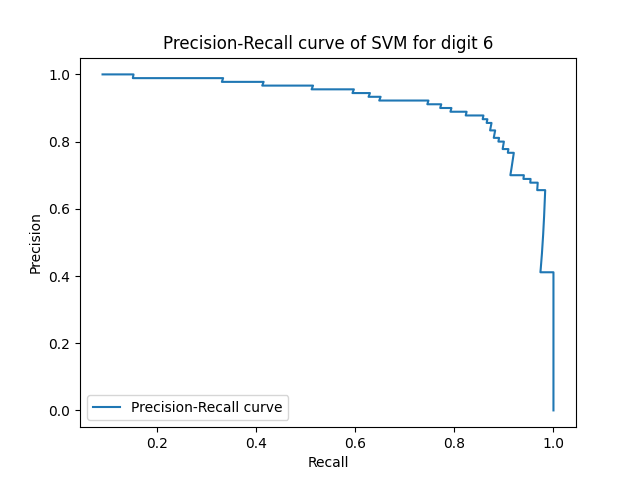 Precision-Recall curve of SVM for digit 6
1.0
0.8
0.6
0.4
0.2
0.0
Precision
Precision-Recall curve
0.2 0.4 0.6 0.8 1.0
Recall